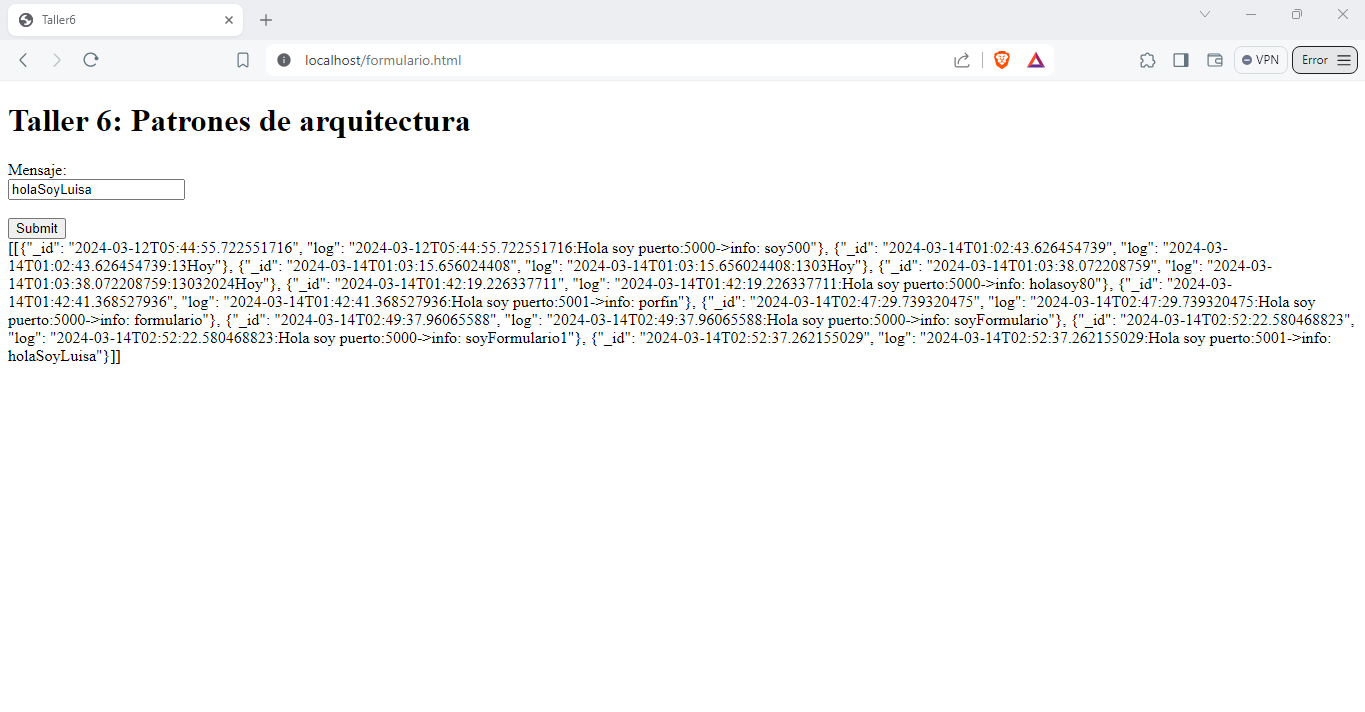 Taller6
localhost/formulario.html
VPN
Error
Taller 6: Patrones de arquitectura
Mensaje:
holaSoyLuisa
Submit
[[{"_id": "2024-03-12T05:44:55.722551716", "log": "2024-03-12T05:44:55.722551716:Hola soy puerto:5000->info: soy500"}, {"_id": "2024-03-14T01:02:43.626454739", "log": "2024-03-
14T01:02:43.626454739:13Hoy"}, {"_id": "2024-03-14T01:03:15.656024408", "log": "2024-03-14T01:03:15.656024408:1303Hoy"}, {"_id": "2024-03-14T01:03:38.072208759", "log": "2024-03-
14T01:03:38.072208759:13032024Hoy"}, {"_id": "2024-03-14T01:42:19.226337711", "log": "2024-03-14T01:42:19.226337711:Hola soy puerto:5000->info: holasoy80"}, {"_id": "2024-03-
14T01:42:41.368527936", "log": "2024-03-14T01:42:41.368527936:Hola soy puerto:5001->info: porfin"}, {"_id": "2024-03-14T02:47:29.739320475", "log": "2024-03-14T02:47:29.739320475:Hola soy
puerto:5000->info: formulario"}, {"_id": "2024-03-14T02:49:37.96065588", "log": "2024-03-14T02:49:37.96065588:Hola soy puerto:5000->info: soyFormulario"}, {"_id": "2024-03-14T02:52:22.580468823",
"log": "2024-03-14T02:52:22.580468823:Hola soy puerto:5000->info: soyFormulario1"}, {"_id": "2024-03-14T02:52:37.262155029", "log": "2024-03-14T02:52:37.262155029:Hola soy puerto:5001->info:
holaSoyLuisa"}]]